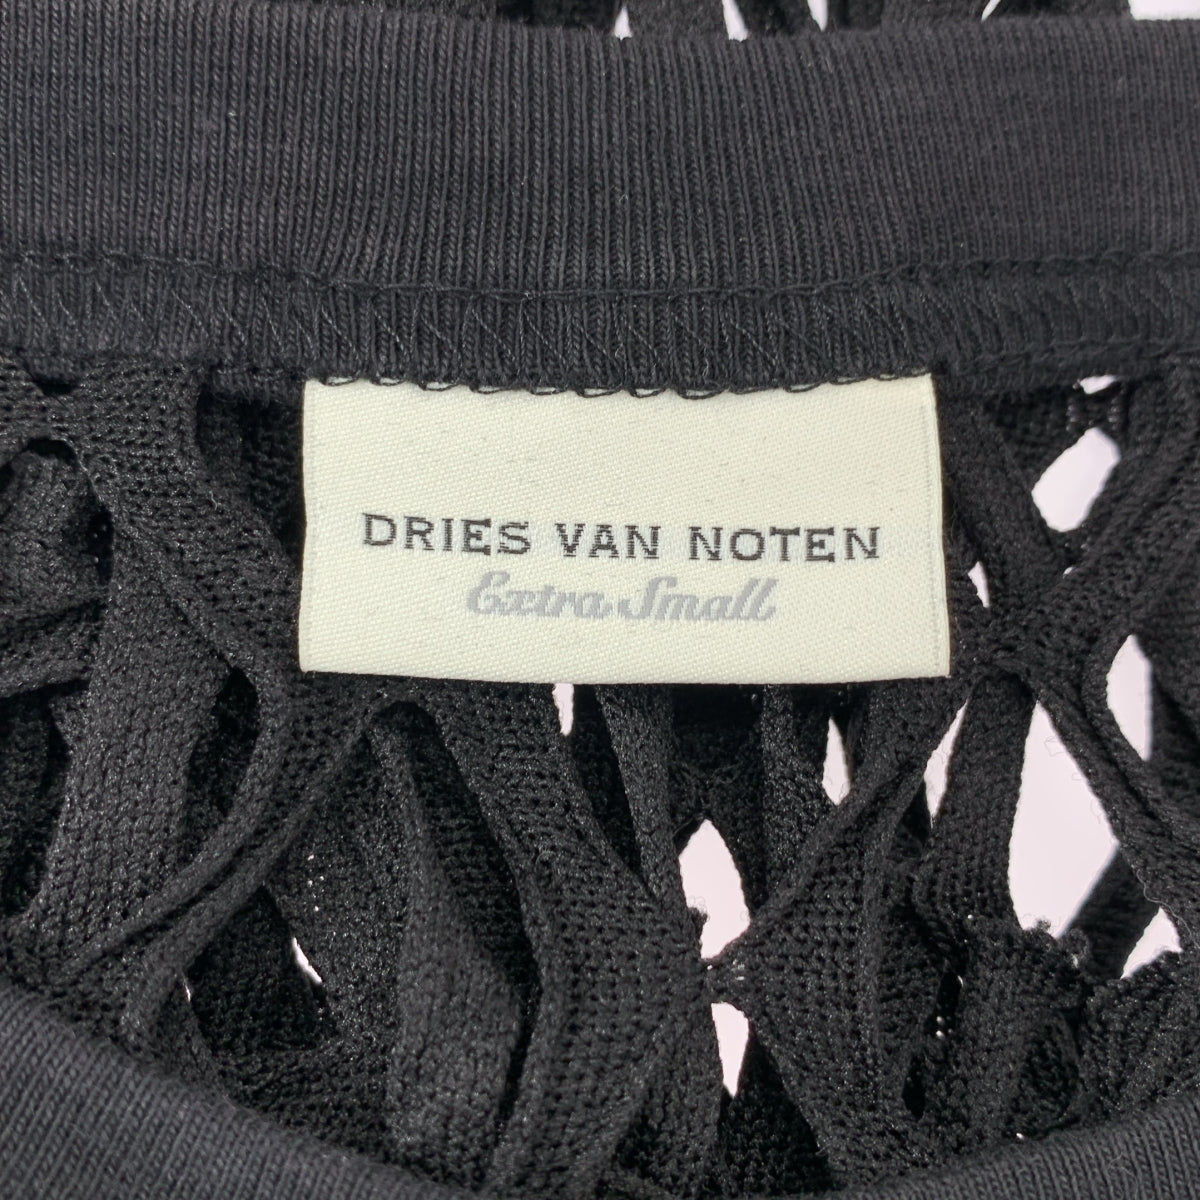 DRIES VAN NOTEN
Extra Small